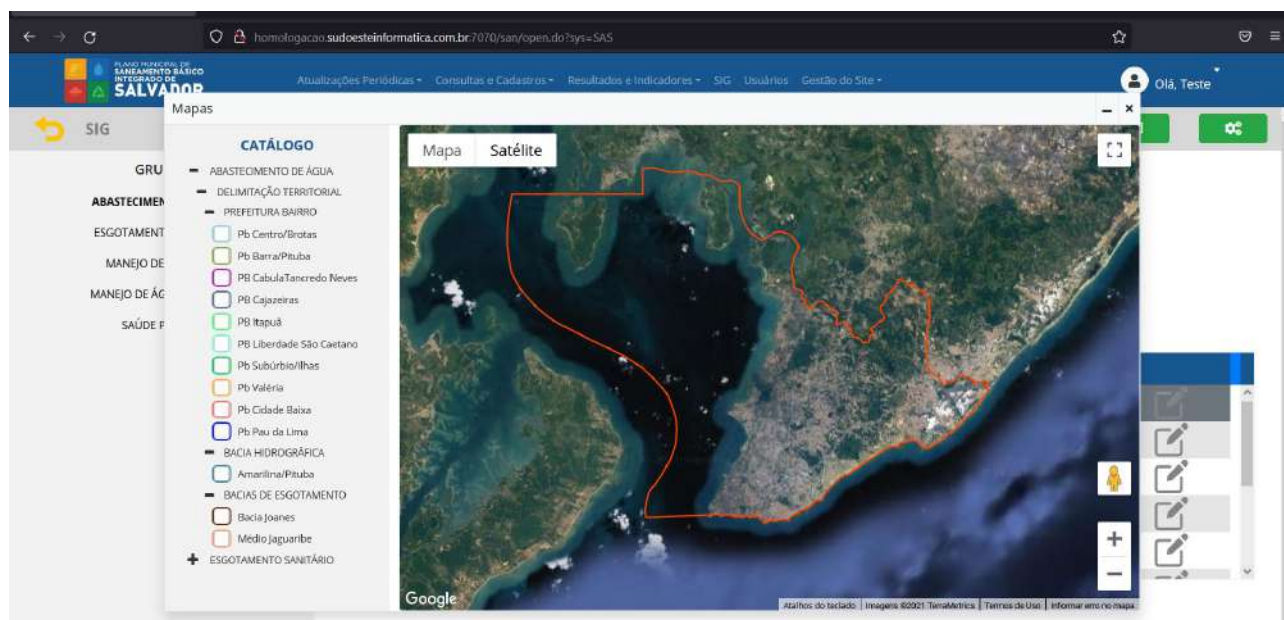 homologacao.sudoesteinformatica.com.br:7070/san/open.do?sys=SAS
PLANO MUNICIPAL DE
SANEAMENTO BÁSICO
INTEGRADO DE
SALVADOR
Atualizações Periódicas Consultas e Cadastros Resultados e Indicadores SIG Usuários Gestão do Site
Olá, Teste
SIG
GRU
ABASTECIMEN
ESGOTAMENT
MANEJO DE
MANEJO DE ÁG
SAÚDE P
Mapas
CATÁLOGO
ABASTECIMENTO DE ÁGUA
DELIMITAÇÃO TERRITORIAL
PREFEITURA BAIRRO
Pb Centro/Brotas
Pb Barra/Pituba
PB CabulaTancredo Neves
PB Cajazeiras
PB Itapuã
PB Liberdade São Caetano
Pb Subúrbio/Ilhas
Pb Valéria
Pb Cidade Baixa
Pb Pau da Lima
BACIA HIDROGRÁFICA
Amarilina/Pituba
BACIAS DE ESGOTAMENTO
Bacia Joanes
Médio Jaguaribe
ESGOTAMENTO SANITÁRIO
Mapa Satélite
Google
Atalhos do teclado Imagens ©2021 TerraMetrics Termos de Uso Informar erro no mapa